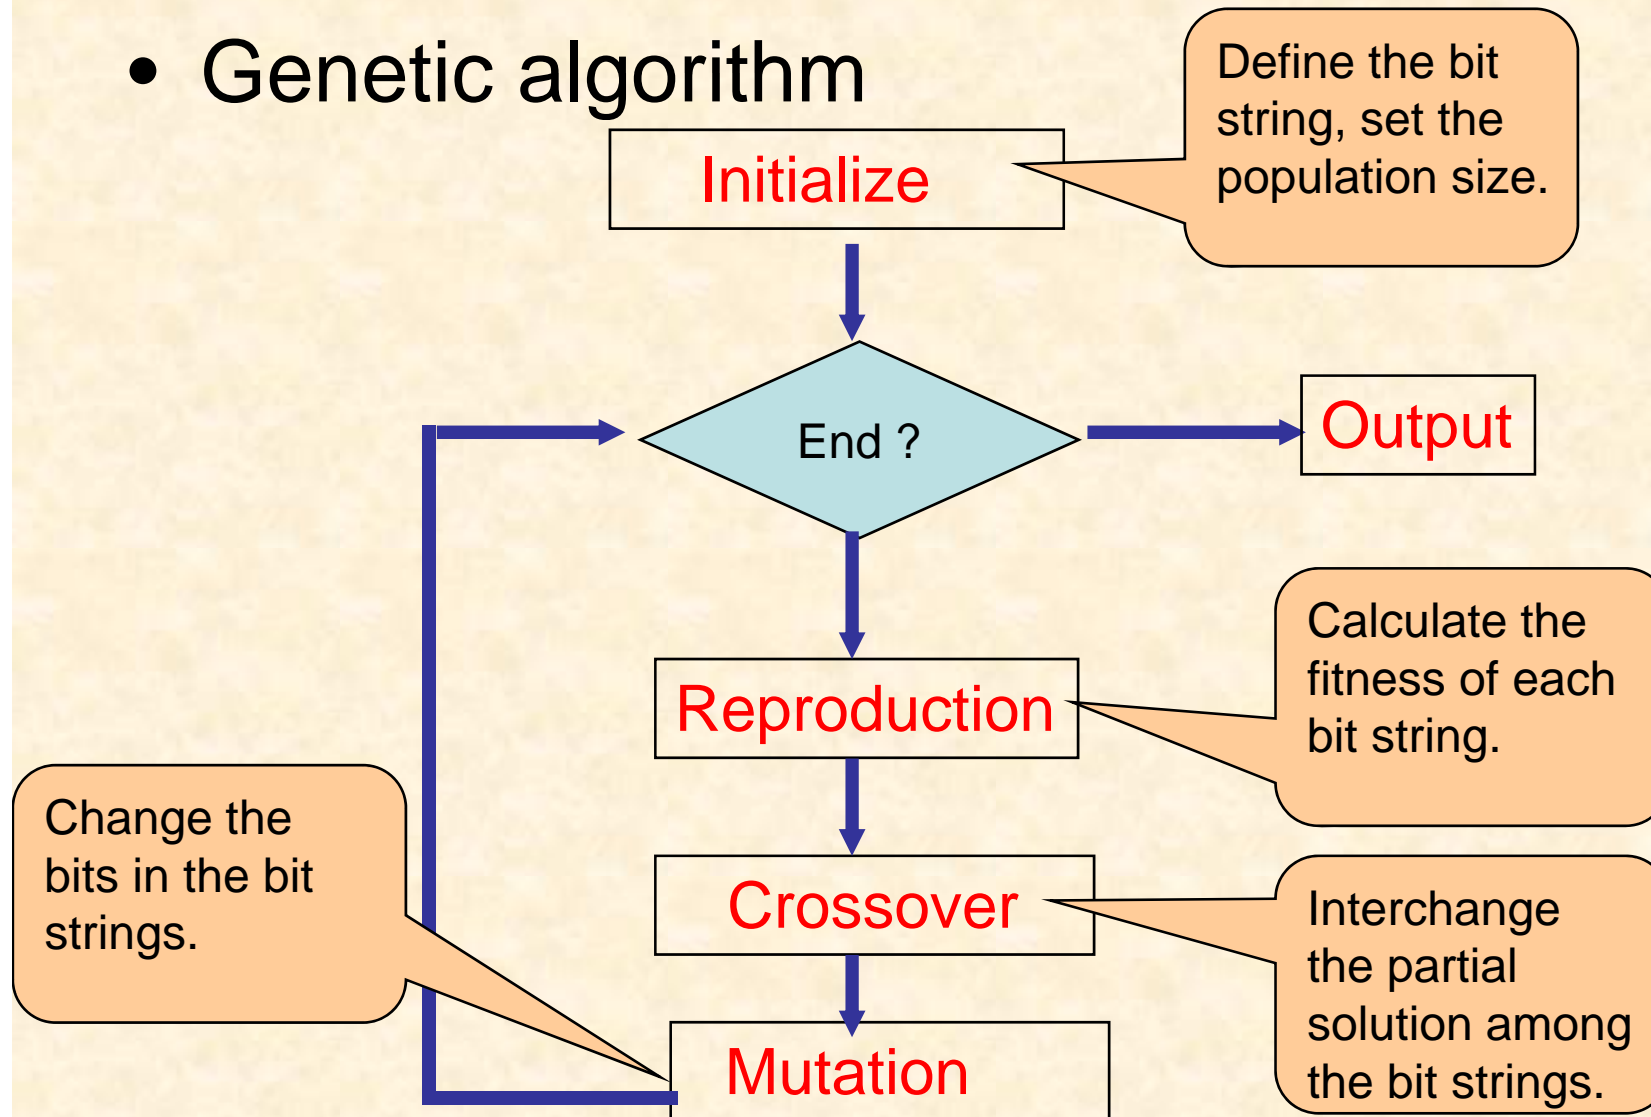 • Genetic algorithm
Define the bit
string, set the
population size.
Initialize
End ?
Output
Reproduction
Calculate the
fitness of each
bit string.
Change the
bits in the bit
strings.
Crossover
Interchange
the partial
solution among
the bit strings.
Mutation